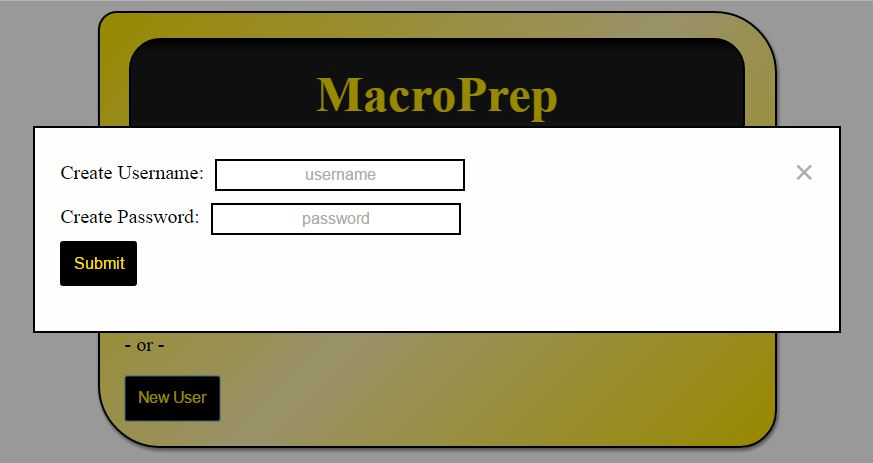 MacroPrep
Create Username: username
×
Create Password: password
Submit
- or -
New User